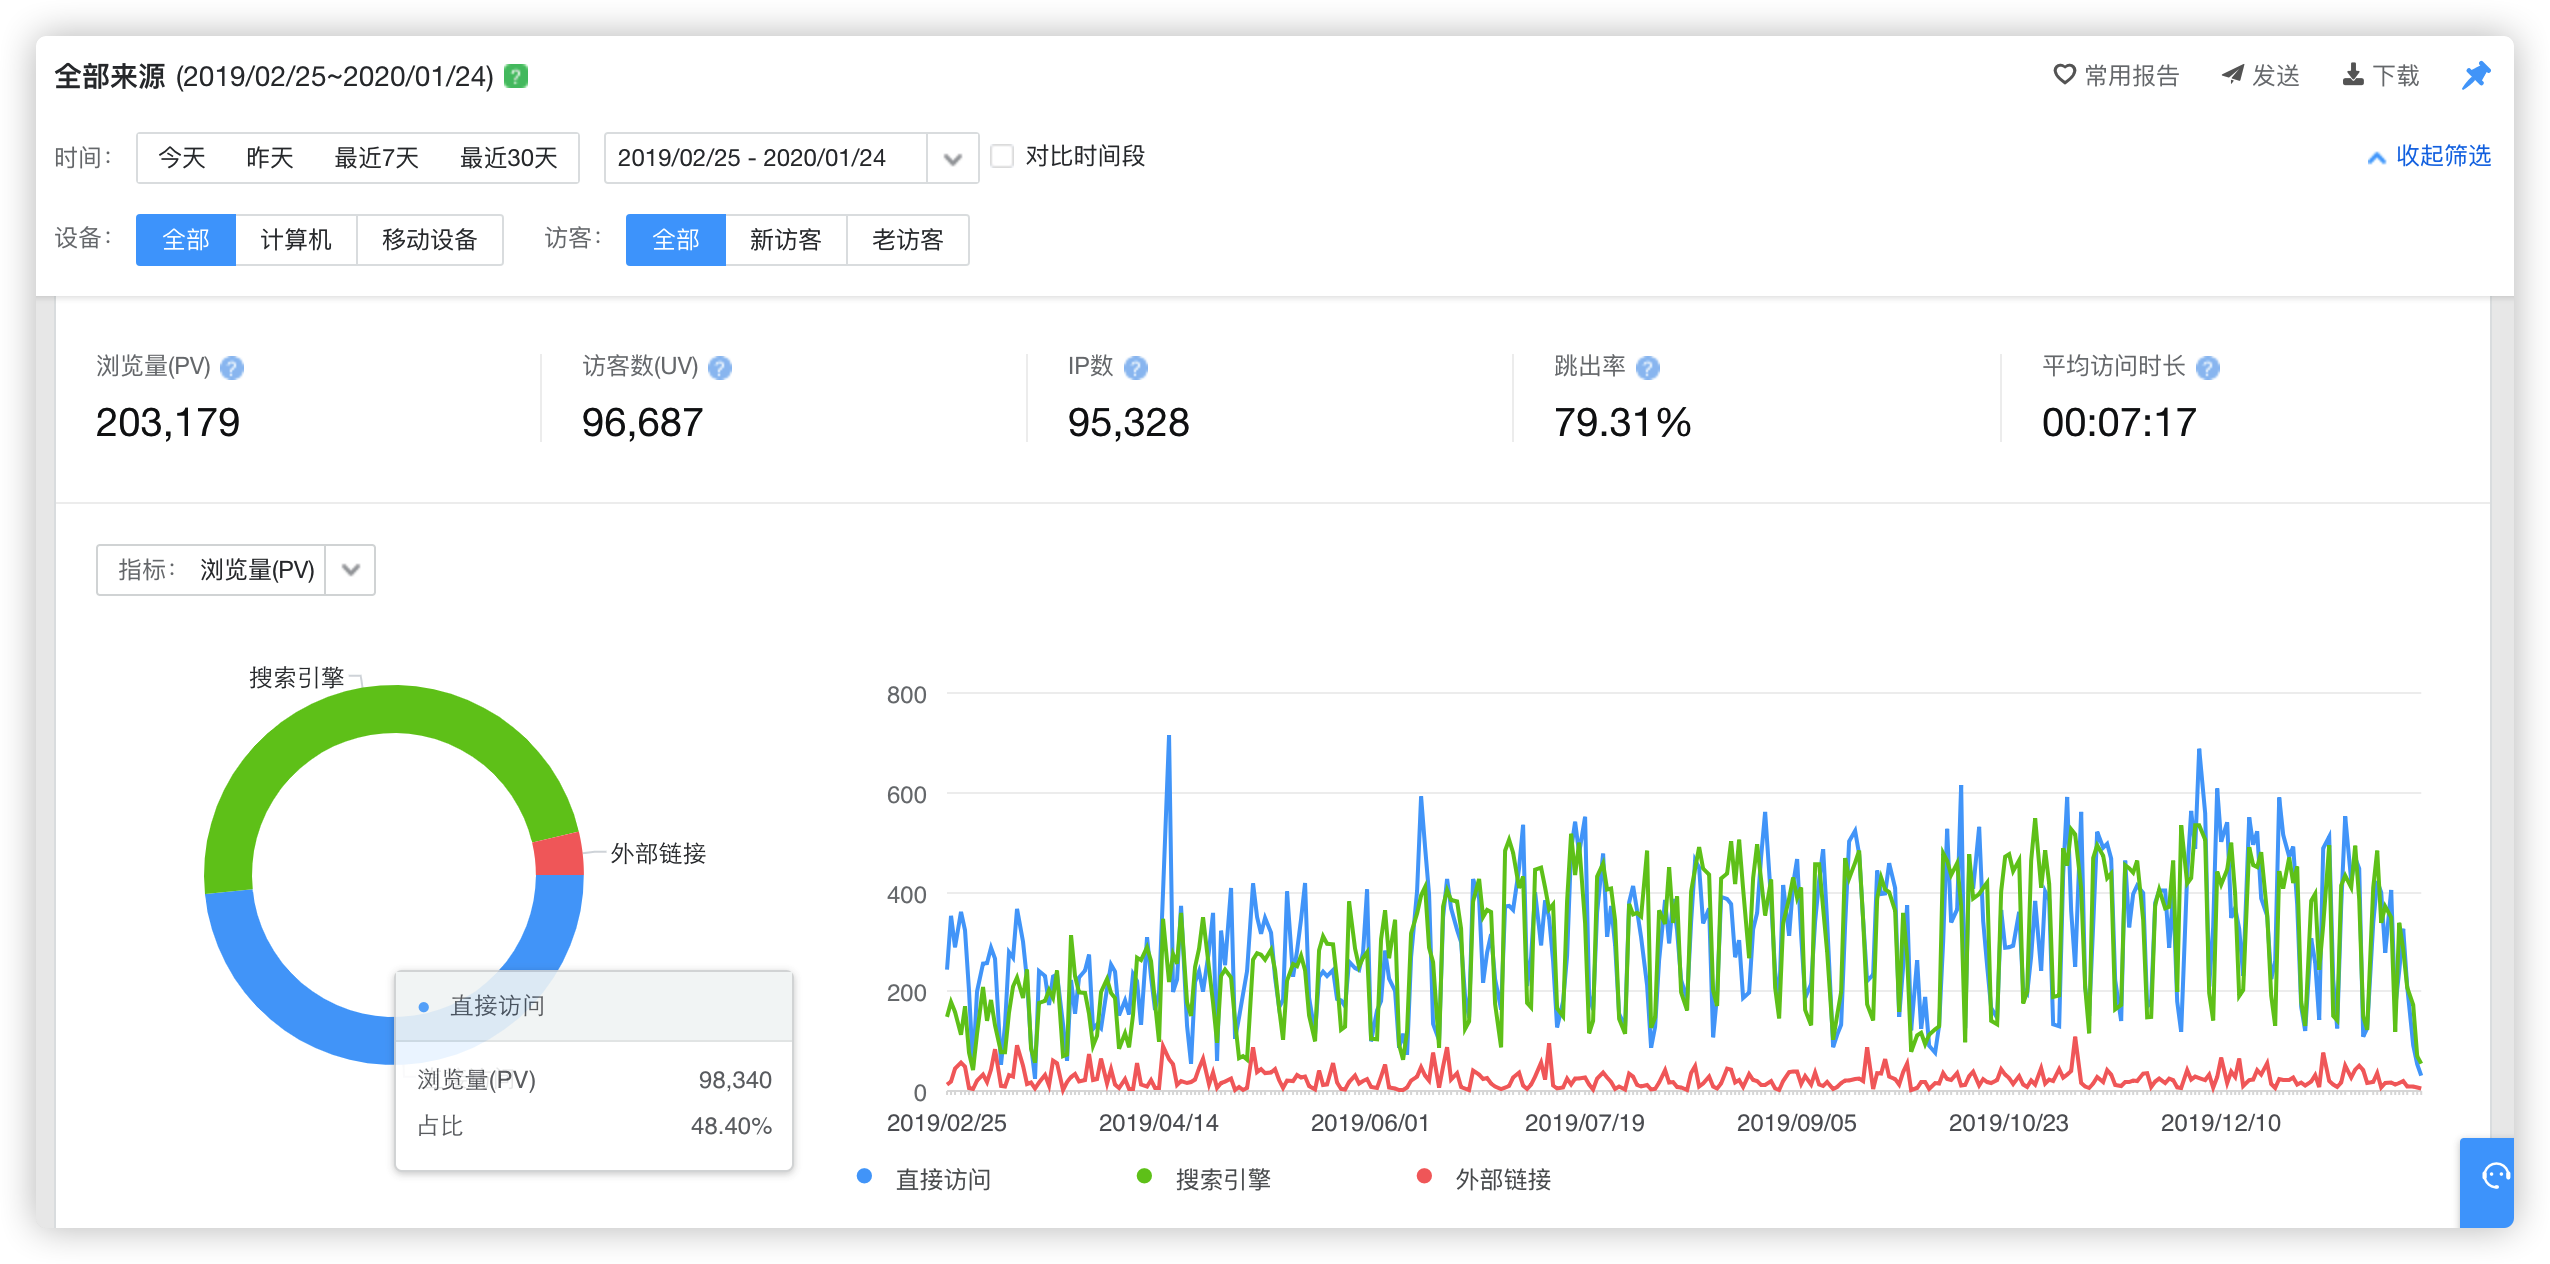 全部来源 (2019/02/25~2020/01/24) ?
常用报告 发送 下载
时间: 今天 昨天 最近7天 最近30天 2019/02/25 - 2020/01/24 对比时间段 收起筛选
设备: 全部 计算机 移动设备 访客: 全部 新访客 老访客
浏览量(PV) ? 访客数(UV) ? IP数 ? 跳出率 ? 平均访问时长 ?
203,179 96,687 95,328 79.31% 00:07:17
指标: 浏览量(PV)
搜索引擎
外部链接
直接访问
浏览量(PV) 98,340
占比 48.40%
800
600
400
200
0
2019/02/25 2019/04/14 2019/06/01 2019/07/19 2019/09/05 2019/10/23 2019/12/10
直接访问 搜索引擎 外部链接